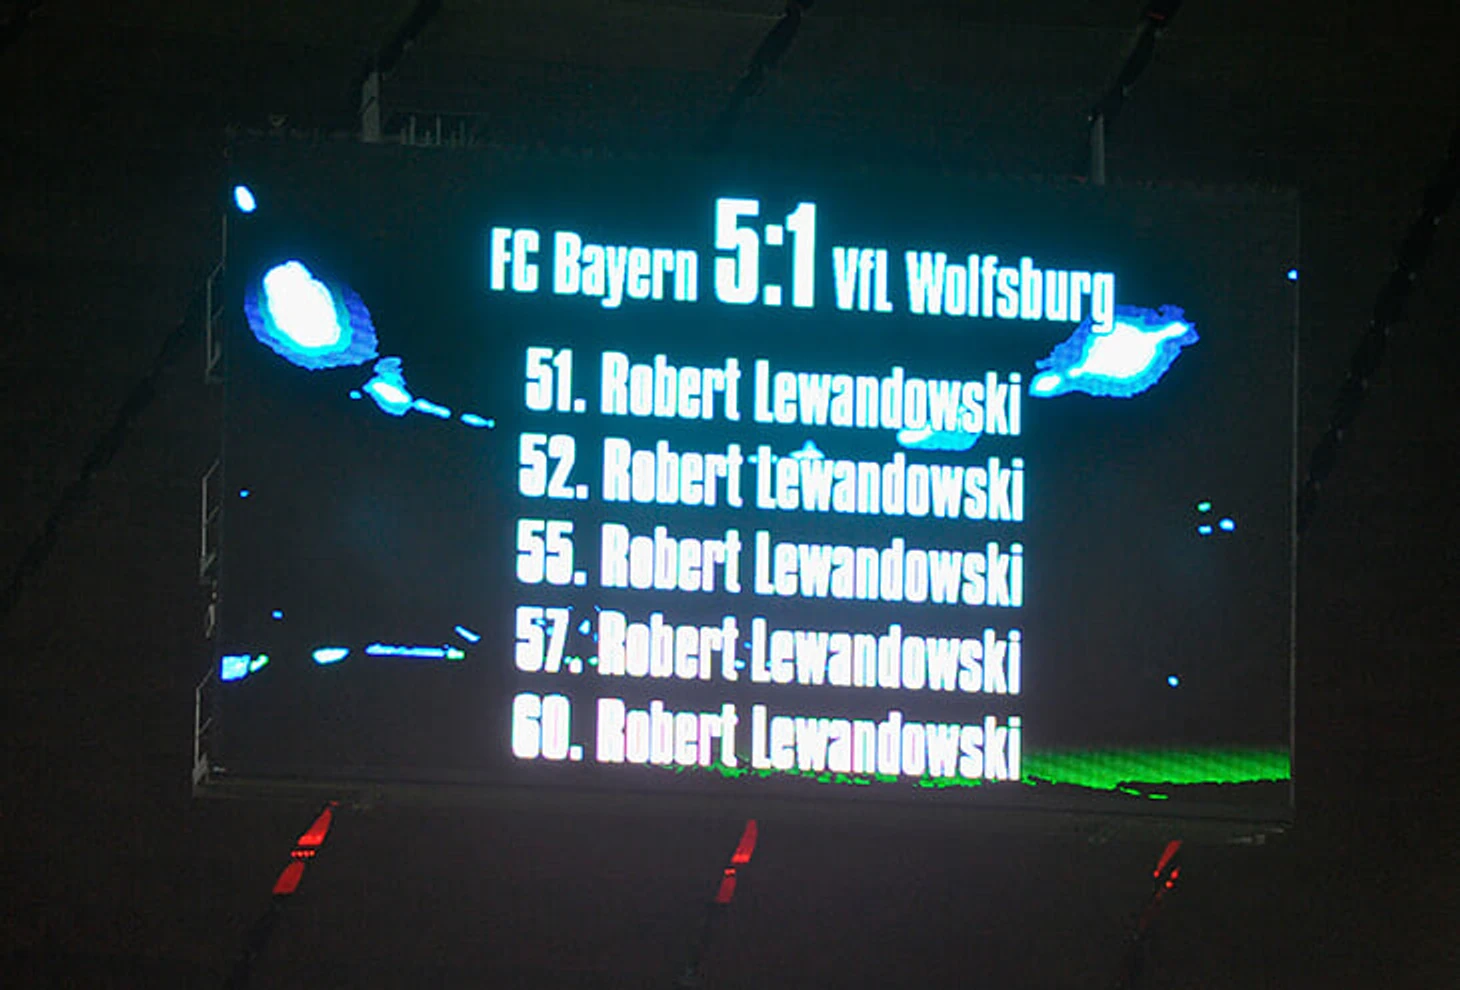 FC Bayern 5:1 VfL Wolfsburg
51. Robert Lewandowski
52. Robert Lewandowski
55. Robert Lewandowski
57. Robert Lewandowski
60. Robert Lewandowski